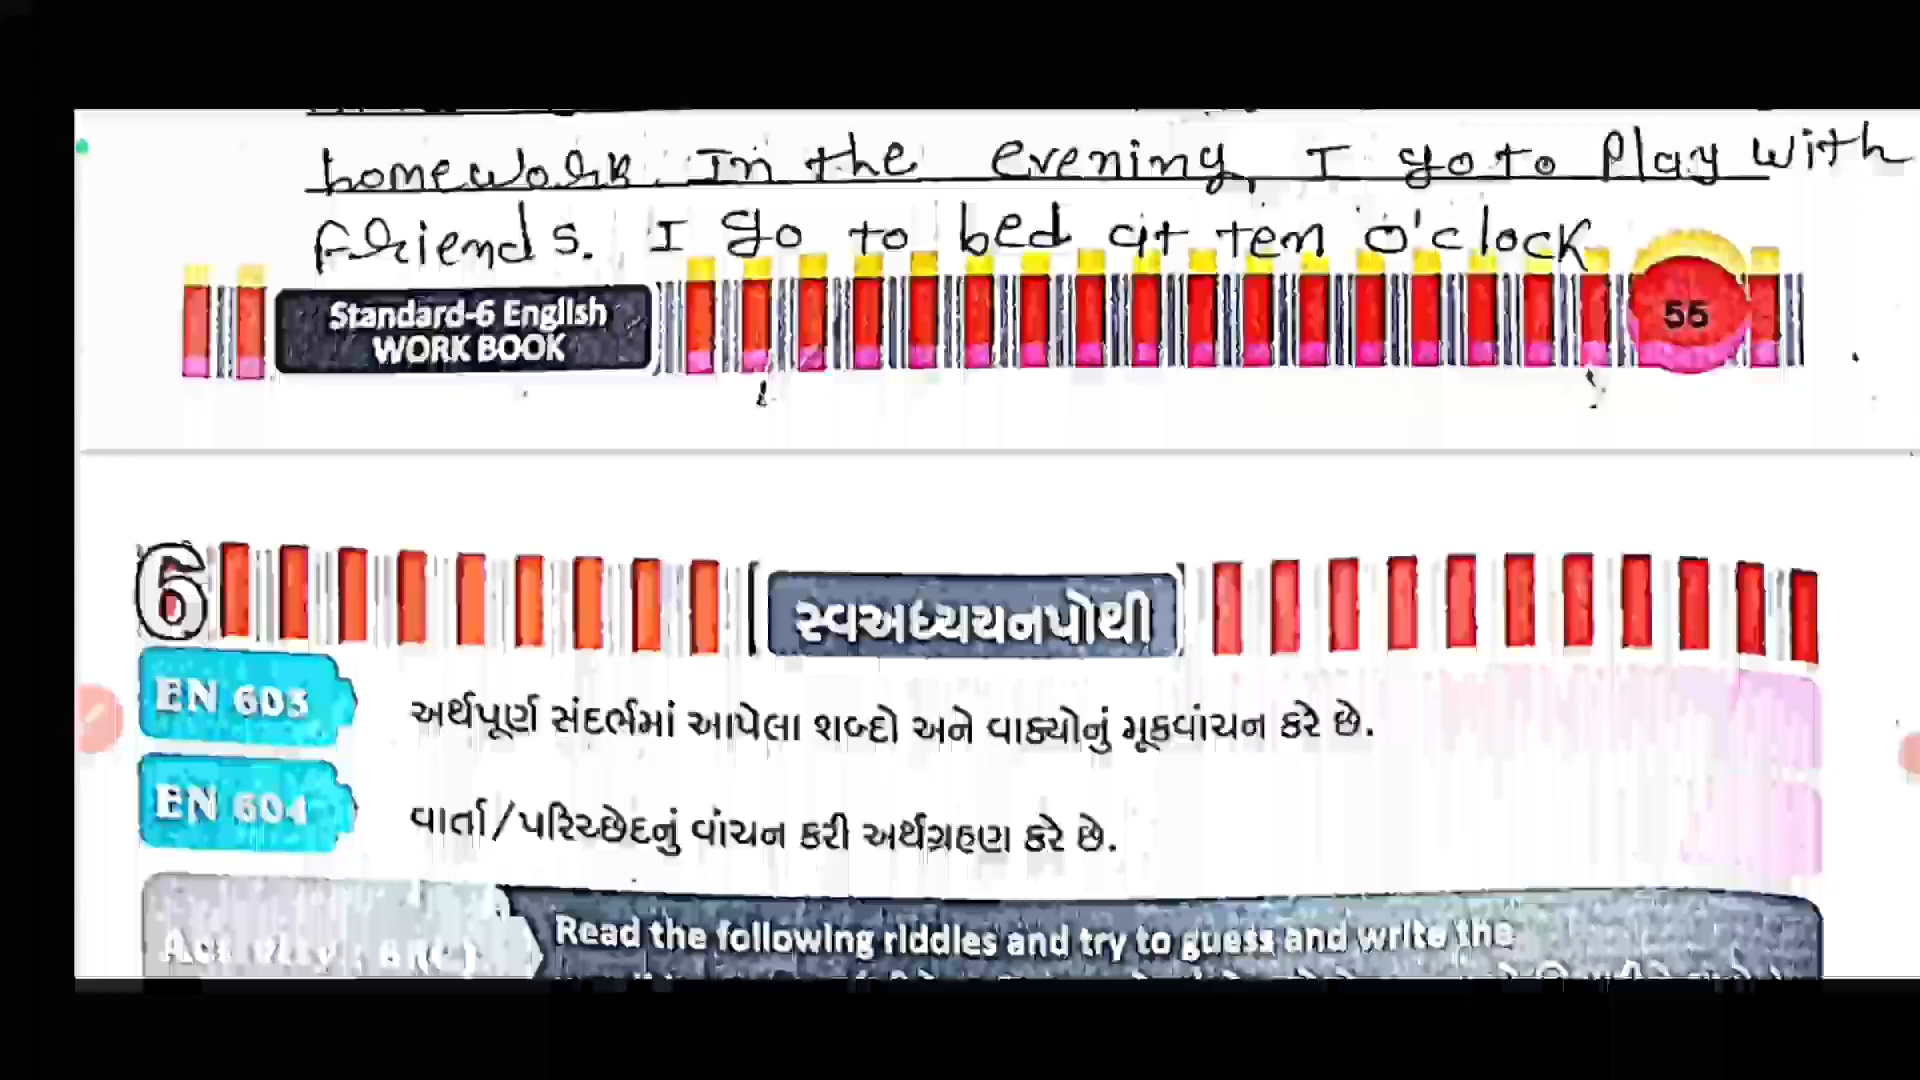 homework. In the evening, I go to Play with
friends. I go to bed at ten o'clock
Standard-6 English
WORK BOOK
55
6
સ્વઅધ્યયનપોથી
EN 603
અર્થપૂર્ણ સંદર્ભમાં આપેલા શબ્દો અને વાક્યોનું મૂકવાંચન કરે છે.
EN 604
વાર્તા/પરિચ્છેદનું વાંચન કરી અર્થગ્રહણ કરે છે.
Activity :
Read the following riddles and try to guess and write the